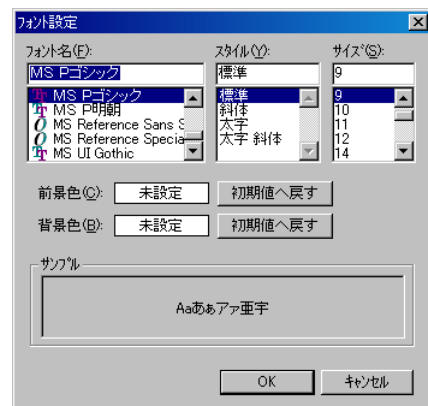 フォント設定
フォント名(F): スタイル(Y): サイズ(S):
MS Pゴシック 標準 9
MS Pゴシック 標準 9
MS P明朝 斜体 10
MS Reference Sans S 太字 11
MS Reference Specia 太字 斜体 12
MS UI Gothic 14
前景色(C): 未設定 初期値へ戻す
背景色(B): 未設定 初期値へ戻す
サンプル
Aaあぁアァ亜宇
OK キャンセル